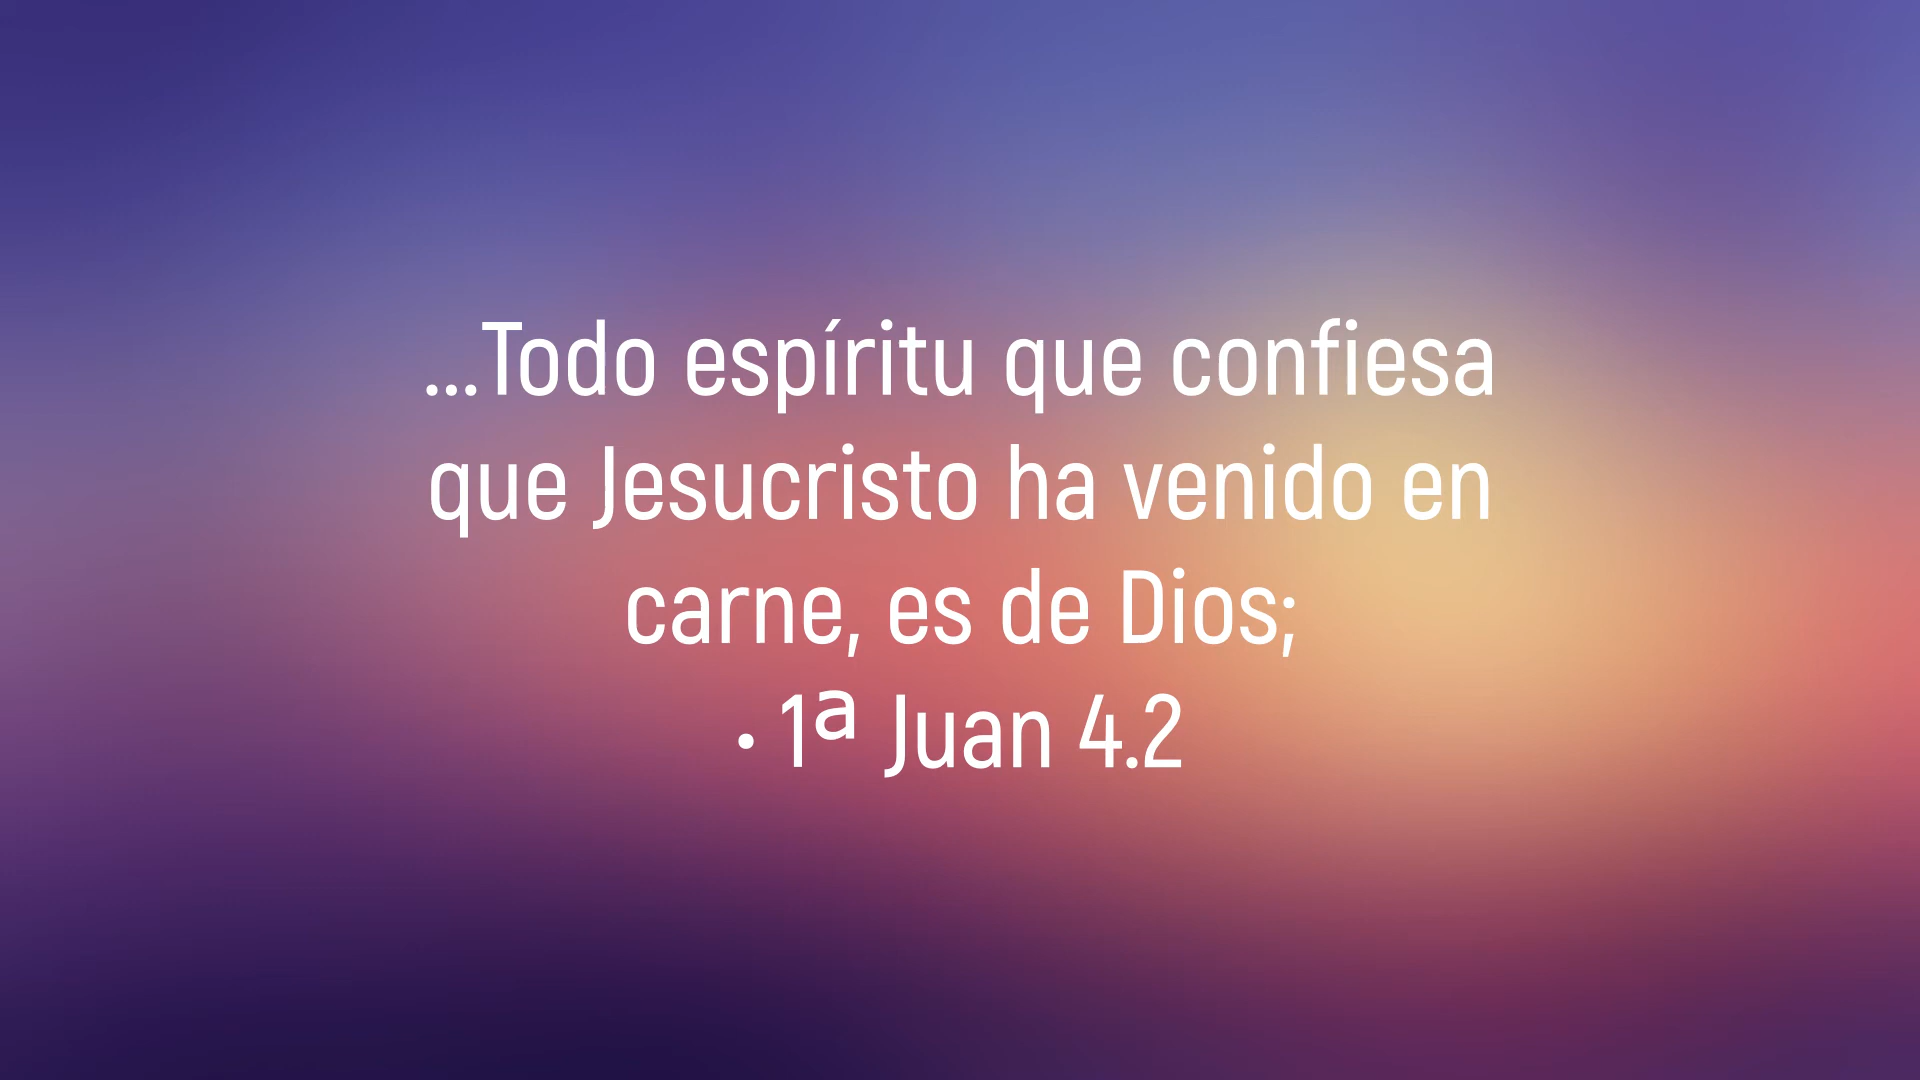 ...Todo espíritu que confiesa
que Jesucristo ha venido en
carne, es de Dios;
• 1ª Juan 4.2